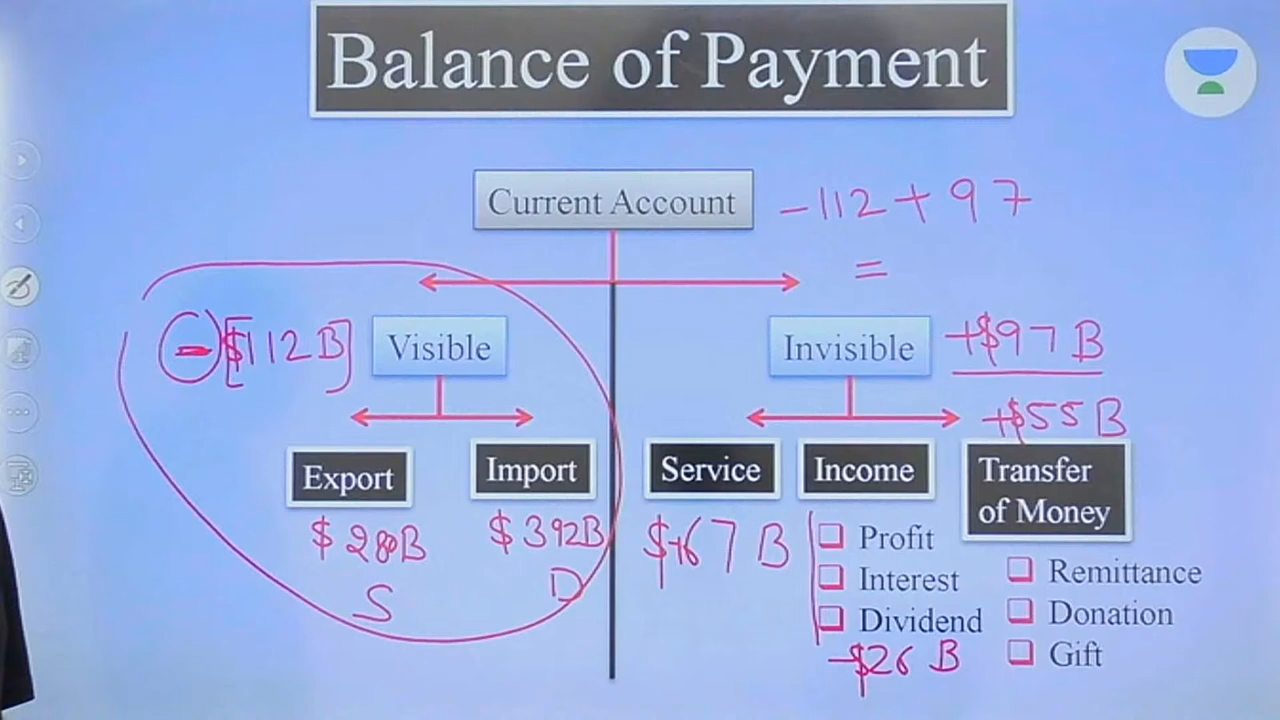 Balance of Payment
Current Account
-112 + 97
=
- [$112B]
Visible
Invisible
+$97 B
+$55 B
Export
Import
Service
Income
Transfer
of Money
$ 280B
$ 392B
$+67 B
Profit
Interest
Dividend
-$26 B
Remittance
Donation
Gift
S
D